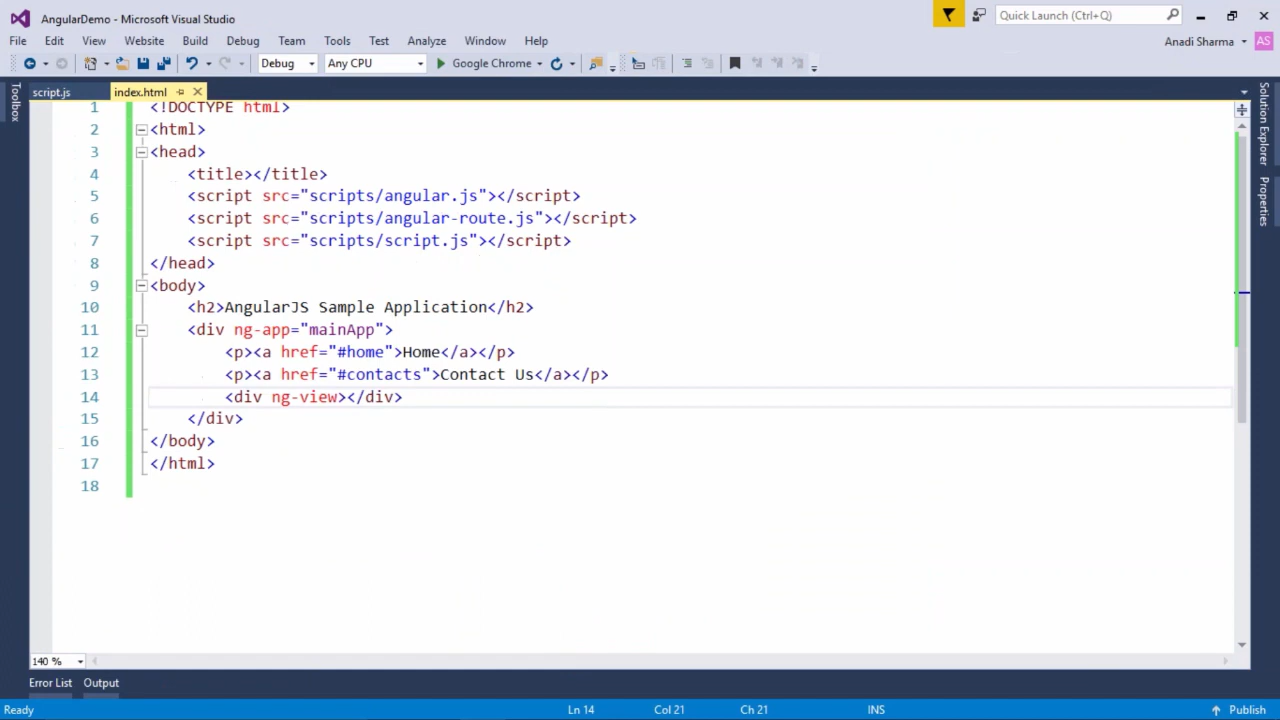 AngularDemo - Microsoft Visual Studio
Quick Launch (Ctrl+Q)
File Edit View Website Build Debug Team Tools Test Analyze Window Help
Anadi Sharma AS
Debug Any CPU Google Chrome
script.js index.html
Toolbox
Solution Explorer
Properties
1 <!DOCTYPE html>
2 <html>
3 <head>
4 <title></title>
5 <script src="scripts/angular.js"></script>
6 <script src="scripts/angular-route.js"></script>
7 <script src="scripts/script.js"></script>
8 </head>
9 <body>
10 <h2>AngularJS Sample Application</h2>
11 <div ng-app="mainApp">
12 <p><a href="#home">Home</a></p>
13 <p><a href="#contacts">Contact Us</a></p>
14 <div ng-view></div>
15 </div>
16 </body>
17 </html>
18
140 %
Error List Output
Ready Ln 14 Col 21 Ch 21 INS Publish